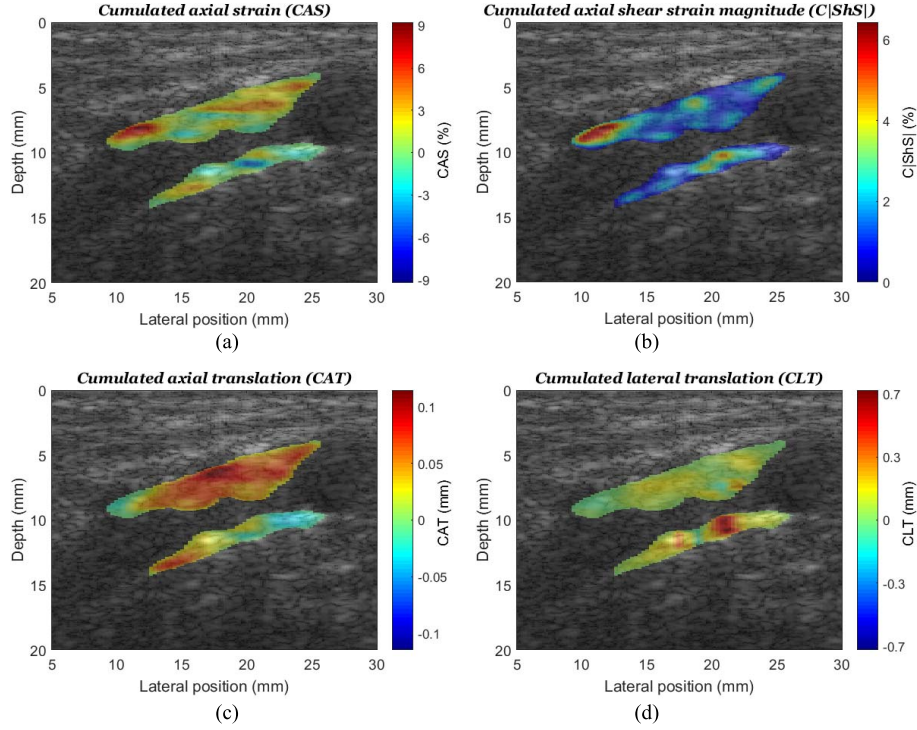 Cumulated axial strain (CAS)
0
5
10
15
20
Depth (mm)
5 10 15 20 25 30
Lateral position (mm)
9
6
3
0
-3
-6
-9
CAS (%)
(a)
Cumulated axial shear strain magnitude (C|ShS|)
0
5
10
15
20
Depth (mm)
5 10 15 20 25 30
Lateral position (mm)
6
4
2
0
C|ShS| (%)
(b)
Cumulated axial translation (CAT)
0
5
10
15
20
Depth (mm)
5 10 15 20 25 30
Lateral position (mm)
0.1
0.05
0
-0.05
-0.1
CAT (mm)
(c)
Cumulated lateral translation (CLT)
0
5
10
15
20
Depth (mm)
5 10 15 20 25 30
Lateral position (mm)
0.7
0.3
0
-0.3
-0.7
CLT (mm)
(d)